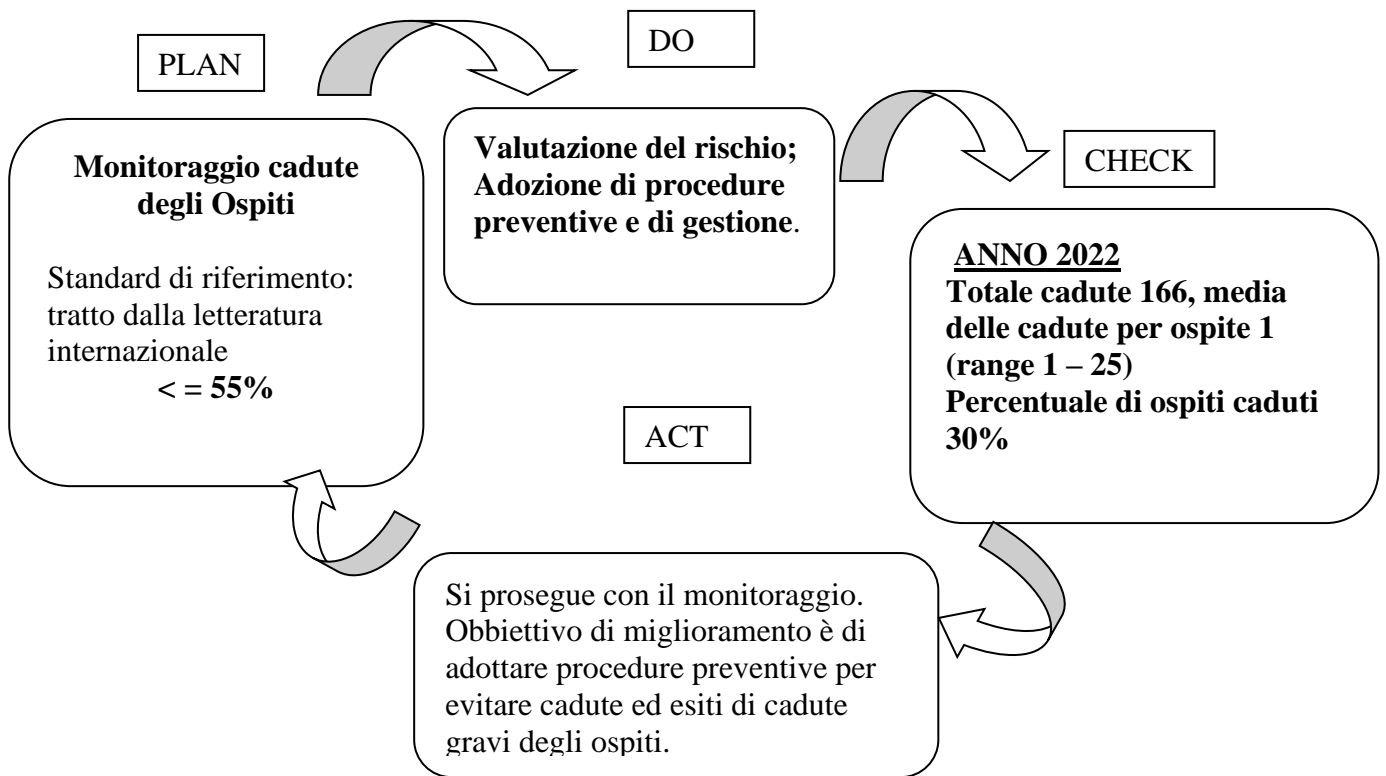 PLAN
Monitoraggio cadute
degli Ospiti
Standard di riferimento:
tratto dalla letteratura
internazionale
< = 55%
DO
Valutazione del rischio;
Adozione di procedure
preventive e di gestione.
CHECK
ANNO 2022
Totale cadute 166, media
delle cadute per ospite 1
(range 1 – 25)
Percentuale di ospiti caduti
30%
ACT
Si prosegue con il monitoraggio.
Obbiettivo di miglioramento è di
adottare procedure preventive per
evitare cadute ed esiti di cadute
gravi degli ospiti.